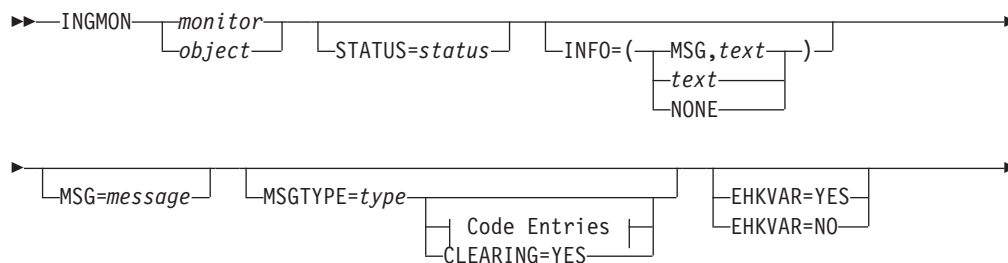 INGMON monitor
object
STATUS=status
INFO=( MSG,text )
text
NONE
MSG=message
MSGTYPE=type
Code Entries
CLEARING=YES
EHKVAR=YES
EHKVAR=NO